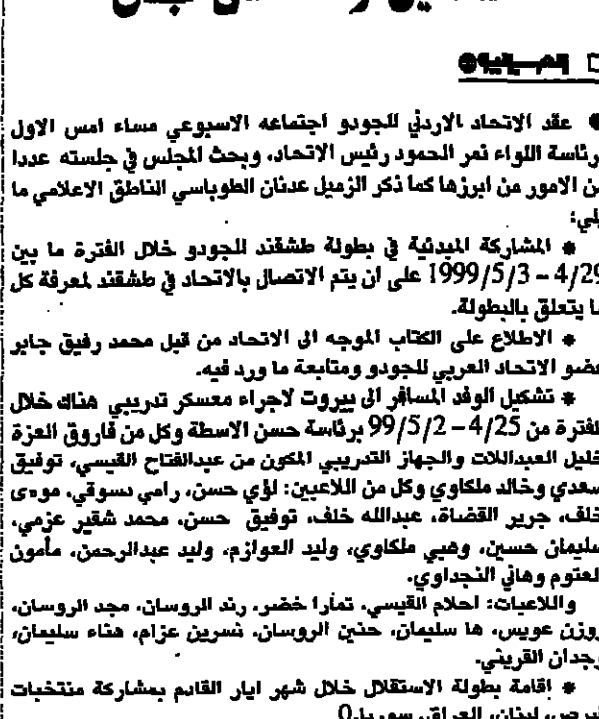 ● عقد الاتحاد الاردني للجودو اجتماعه الاسبوعي مساء امس الاول
برئاسة اللواء نمر الحمود رئيس الاتحاد، وبحث المجلس في جلسته عددا
من الامور من ابرزها كما ذكر الزميل عدنان الطوباسي الناطق الاعلامي ما
يلي:
* المشاركة المبدئية في بطولة طشقند للجودو خلال الفترة ما بين
4/29 – 1999/5/3 على ان يتم الاتصال بالاتحاد في طشقند لمعرفة كل
ما يتعلق بالبطولة.
* الاطلاع على الكتاب الموجه الى الاتحاد من قبل محمد رفيق جابر
عضو الاتحاد العربي للجودو ومتابعة ما ورد فيه.
* تشكيل الوفد المسافر الى بيروت لاجراء معسكر تدريبي هناك خلال
الفترة من 4/25 – 99/5/2 برئاسة حسن الاسطة وكل من فاروق العزة
خليل العبداللات والجهاز التدريبي المكون من عبدالفتاح القيسي، توفيق
سعدي وخالد ملكاوي وكل من اللاعبين: لؤي حسن، رامي دسوقي، موسى
خلف، جرير القضاة، عبدالله خلف، توفيق حسن، محمد شقير عزمي،
سليمان حسين، وهبي ملكاوي، وليد العوازم، وليد عبدالرحمن، مأمون
العتوم وهاني النجداوي.
واللاعبات: احلام القيسي، تمارا خضر، رند الروسان، مجد الروسان،
روزن عويس، ها سليمان، حنين الروسان، نسرين عزام، هناء سليمان،
وجدان القريني.
* اقامة بطولة الاستقلال خلال شهر ايار القادم بمشاركة منتخبات
قبرص، لبنان، العراق، سوريا.O